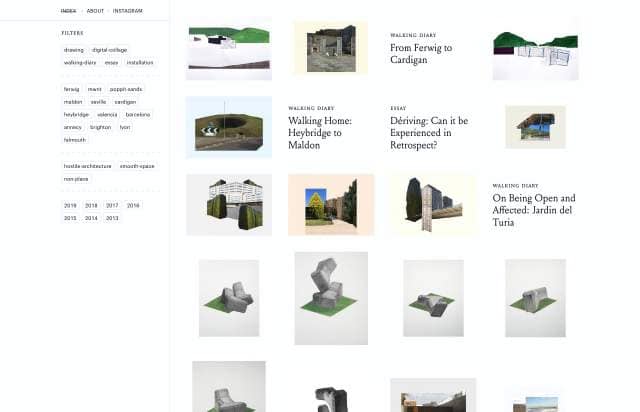 INDEX · ABOUT · INSTAGRAM
FILTERS
drawing digital-collage
walking-diary essay installation
ferwig mwnt poppit-sands
maldon seville cardigan
heybridge valencia barcelona
annecy brighton lyon
falmouth
hostile-architecture smooth-space
non-place
2019 2018 2017 2016
2015 2014 2013
WALKING DIARY
From Ferwig to
Cardigan
WALKING DIARY
Walking Home:
Heybridge to
Maldon
ESSAY
Dériving: Can it be
Experienced in
Retrospect?
WALKING DIARY
On Being Open and
Affected: Jardin del
Turia